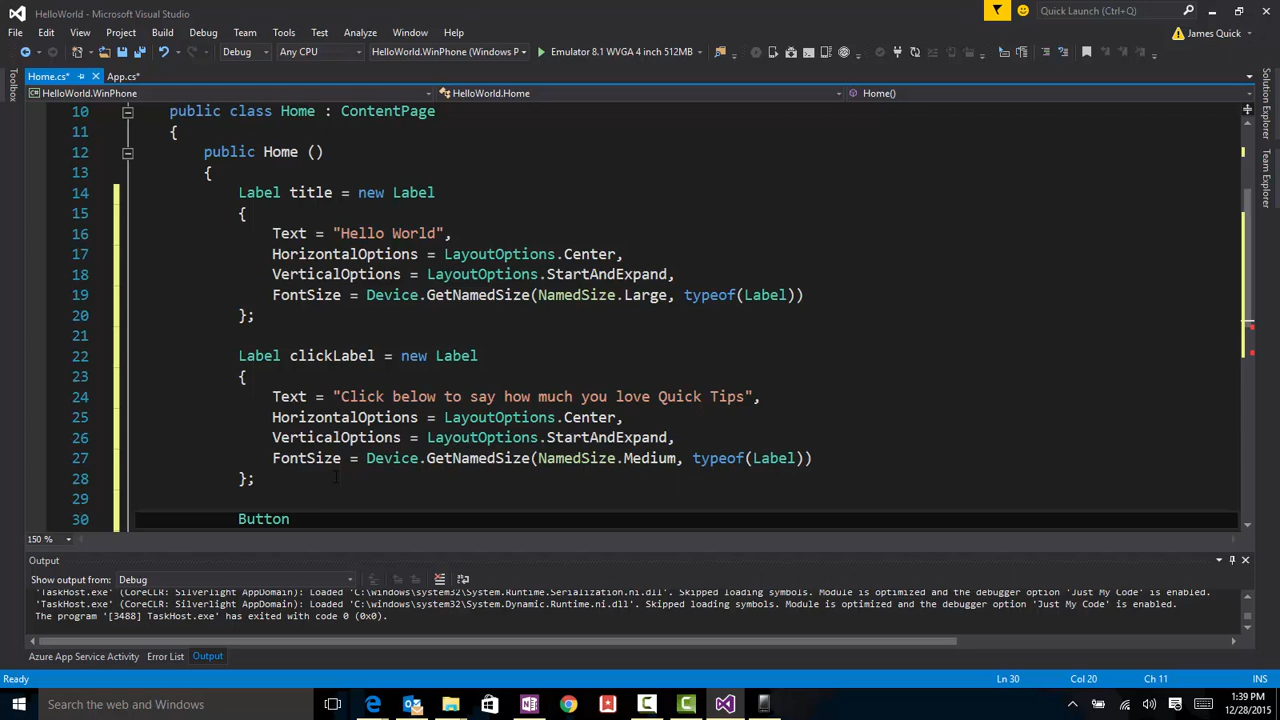 HelloWorld - Microsoft Visual Studio
Quick Launch (Ctrl+Q)
File Edit View Project Build Debug Team Tools Test Analyze Window Help
James Quick
Debug Any CPU HelloWorld.WinPhone (Windows P Emulator 8.1 WVGA 4 inch 512MB
Home.cs* App.cs*
HelloWorld.WinPhone HelloWorld.Home Home()
Toolbox
Solution Explorer
Team Explorer
10 public class Home : ContentPage
11 {
12 public Home ()
13 {
14 Label title = new Label
15 {
16 Text = "Hello World",
17 HorizontalOptions = LayoutOptions.Center,
18 VerticalOptions = LayoutOptions.StartAndExpand,
19 FontSize = Device.GetNamedSize(NamedSize.Large, typeof(Label))
20 };
21
22 Label clickLabel = new Label
23 {
24 Text = "Click below to say how much you love Quick Tips",
25 HorizontalOptions = LayoutOptions.Center,
26 VerticalOptions = LayoutOptions.StartAndExpand,
27 FontSize = Device.GetNamedSize(NamedSize.Medium, typeof(Label))
28 };
29
30 Button
150 %
Output
Show output from: Debug
'TaskHost.exe' (CoreCLR: Silverlight AppDomain): Loaded 'C:\windows\system32\System.Runtime.Serialization.ni.dll'. Skipped loading symbols. Module is optimized and the debugger option 'Just My Code' is enabled.
'TaskHost.exe' (CoreCLR: Silverlight AppDomain): Loaded 'C:\windows\system32\System.Dynamic.Runtime.ni.dll'. Skipped loading symbols. Module is optimized and the debugger option 'Just My Code' is enabled.
The program '[3488] TaskHost.exe' has exited with code 0 (0x0).
Azure App Service Activity Error List Output
Ready Ln 30 Col 20 Ch 11 INS
Search the web and Windows
1:39 PM
12/28/2015